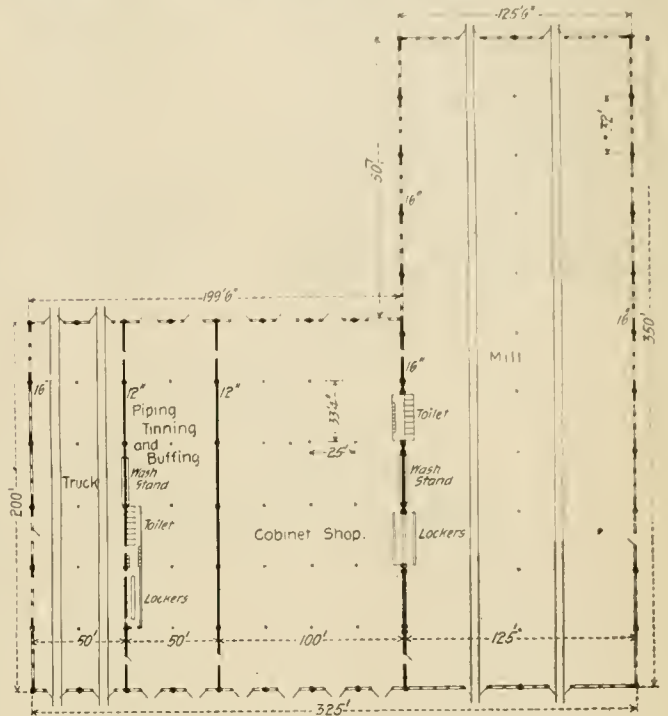 125'6"
32'
50'
16"
199'6"
350'
16"
Mill
16"
16"
12"
12"
33'4"
Piping
Tinning
and
Buffing
Toilet
25'
Wash
Stand
Wash
Stand
Truck
200'
Toilet
Cabinet Shop.
Lockers
Lockers
50'
50'
100'
125'
325'